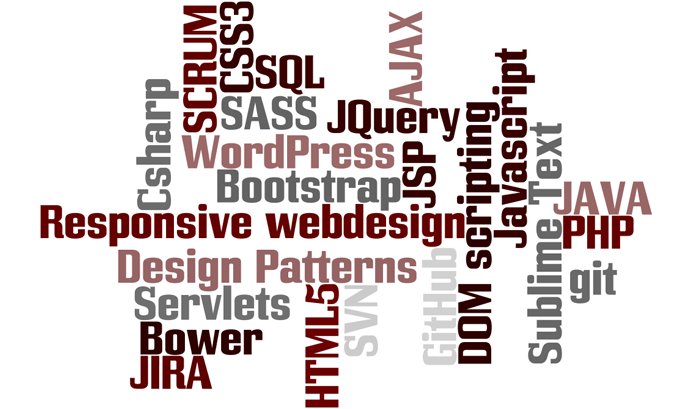 SCRUM
CSS3
SQL
AJAX
Csharp
SASS
JQuery
Javascript
WordPress
JSP
DOM scripting
Sublime Text
Bootstrap
JAVA
Responsive webdesign
PHP
Design Patterns
git
Servlets
HTML5
SVN
GitHub
Bower
JIRA